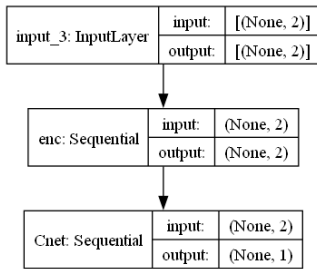 input_3: InputLayer
input: [(None, 2)]
output: [(None, 2)]
enc: Sequential
input: (None, 2)
output: (None, 2)
Cnet: Sequential
input: (None, 2)
output: (None, 1)